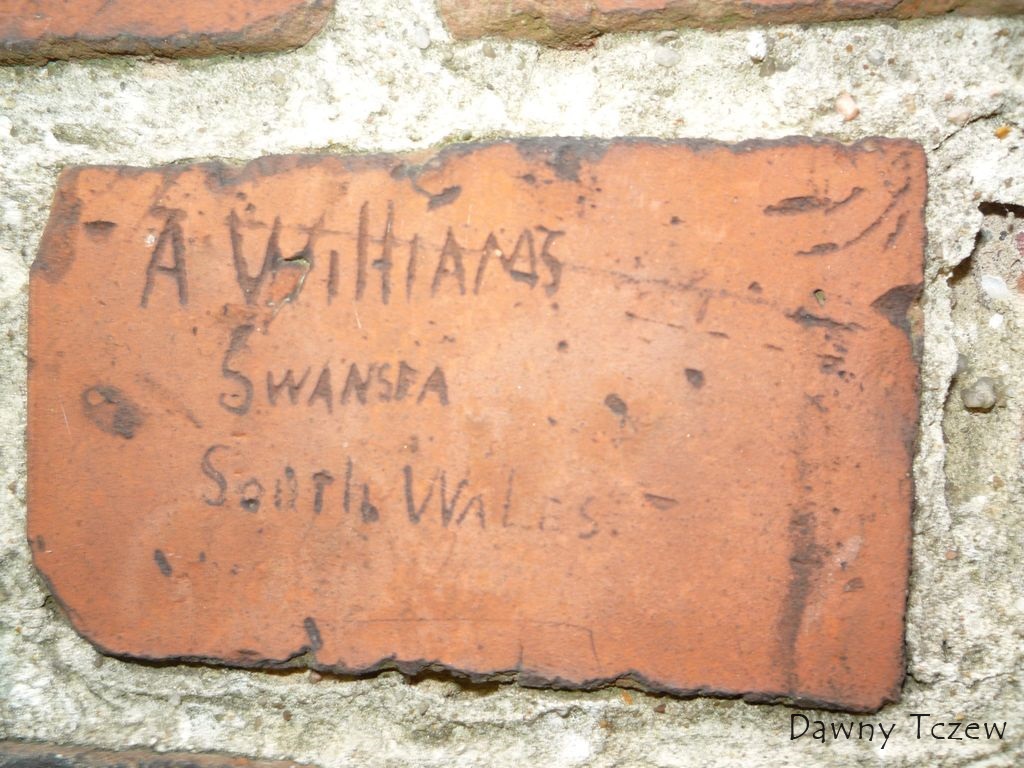 A Williams
Swansea
South Wales
Dawny Tczew